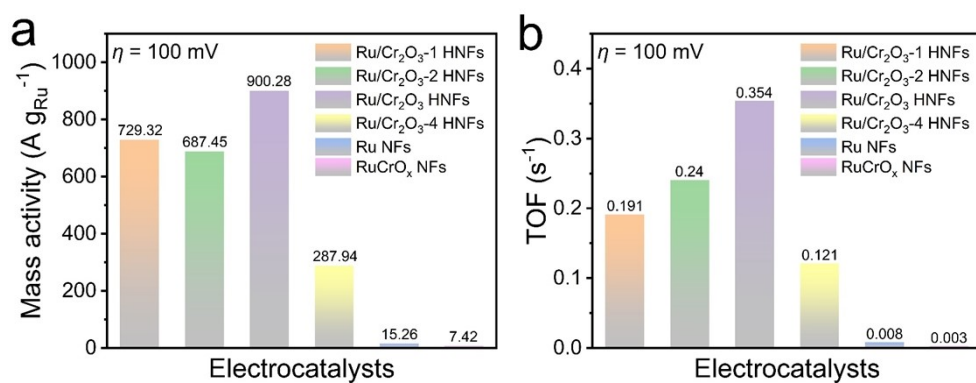 a
η = 100 mV
Ru/Cr₂O₃-1 HNFs
Ru/Cr₂O₃-2 HNFs
Ru/Cr₂O₃ HNFs
Ru/Cr₂O₃-4 HNFs
Ru NFs
RuCrOₓ NFs
Mass activity (A g_Ru⁻¹)
1000
800
600
400
200
0
729.32
687.45
900.28
287.94
15.26
7.42
Electrocatalysts
b
η = 100 mV
Ru/Cr₂O₃-1 HNFs
Ru/Cr₂O₃-2 HNFs
Ru/Cr₂O₃ HNFs
Ru/Cr₂O₃-4 HNFs
Ru NFs
RuCrOₓ NFs
TOF (s⁻¹)
0.4
0.3
0.2
0.1
0.0
0.191
0.24
0.354
0.121
0.008
0.003
Electrocatalysts